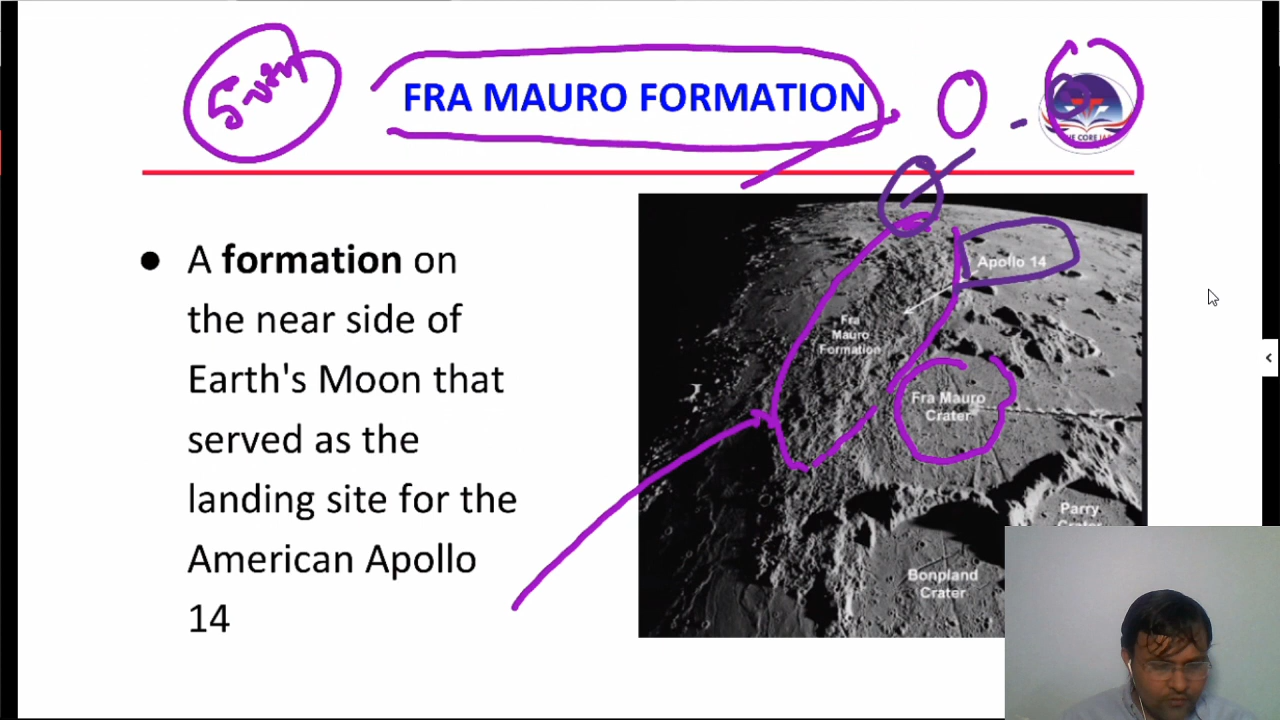 FRA MAURO FORMATION
● A formation on
the near side of
Earth's Moon that
served as the
landing site for the
American Apollo
14
Apollo 14
Fra
Mauro
Formation
Fra Mauro
Crater
Parry
Bonpland
Crater